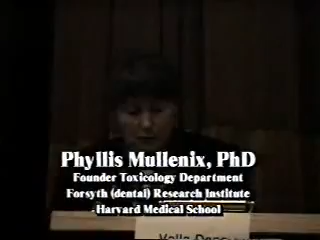 Phyllis Mullenix, PhD
Founder Toxicology Department
Forsyth (dental) Research Institute
-Harvard Medical School